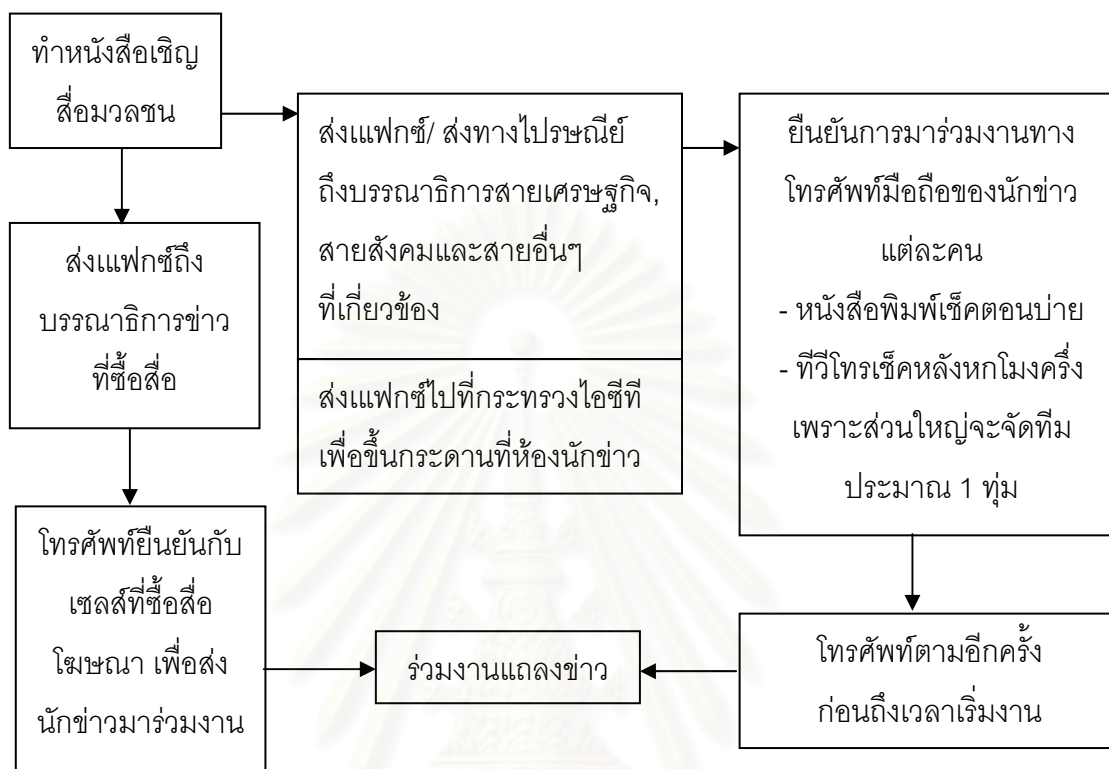 ทำหนังสือเชิญ
สื่อมวลชน
ส่งแฟกซ์ถึง
บรรณาธิการข่าว
ที่ซื้อสื่อ
โทรศัพท์ยืนยันกับ
เซลส์ที่ซื้อสื่อ
โฆษณา เพื่อส่ง
นักข่าวมาร่วมงาน
ส่งแฟกซ์/ ส่งทางไปรษณีย์
ถึงบรรณาธิการสายเศรษฐกิจ,
สายสังคมและสายอื่นๆ
ที่เกี่ยวข้อง
ส่งแฟกซ์ไปที่กระทรวงไอซีที
เพื่อขึ้นกระดานที่ห้องนักข่าว
ยืนยันการมาร่วมงานทาง
โทรศัพท์มือถือของนักข่าว
แต่ละคน
- หนังสือพิมพ์เช็คตอนบ่าย
- ทีวีโทรเช็คหลังหกโมงครึ่ง
เพราะส่วนใหญ่จะจัดทีม
ประมาณ 1 ทุ่ม
โทรศัพท์ตามอีกครั้ง
ก่อนถึงเวลาเริ่มงาน
ร่วมงานแถลงข่าว